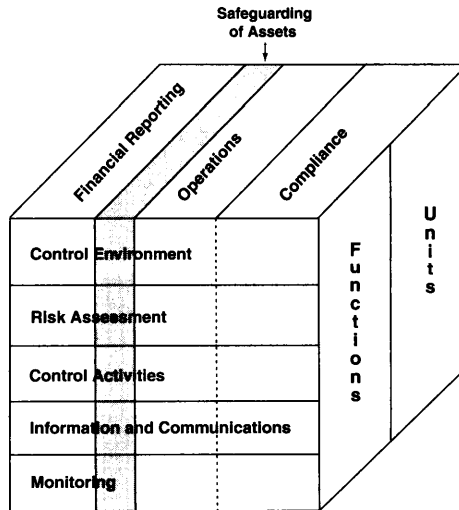 Safeguarding
of Assets
Financial Reporting
Operations
Compliance
Control Environment
Risk Assessment
Control Activities
Information and Communications
Monitoring
Functions
Units